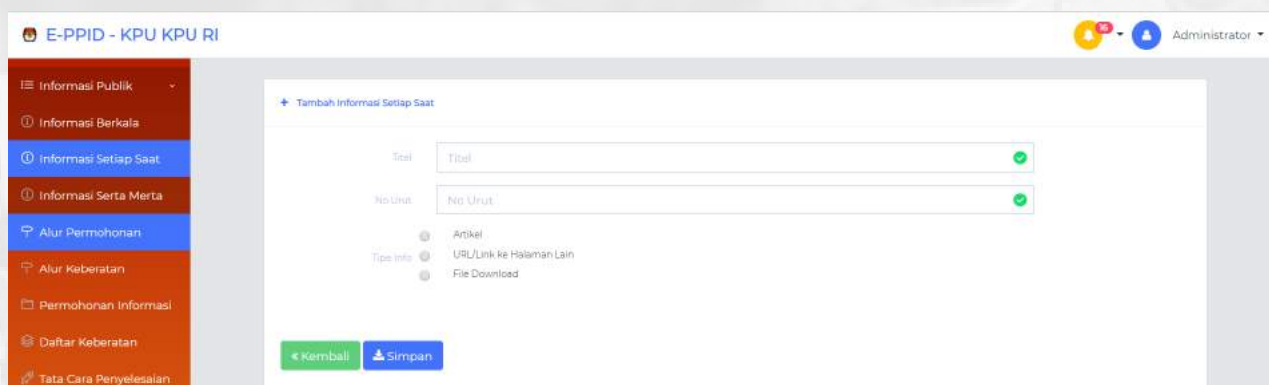 E-PPID - KPU KPU RI
16
Administrator
Informasi Publik
Informasi Berkala
Informasi Setiap Saat
Informasi Serta Merta
Alur Permohonan
Alur Keberatan
Permohonan Informasi
Daftar Keberatan
Tata Cara Penyelesaian
+ Tambah Informasi Setiap Saat
Titel
Titel
No Urut
No Urut
Tipe Info
Artikel
URL/Link ke Halaman Lain
File Download
« Kembali
Simpan